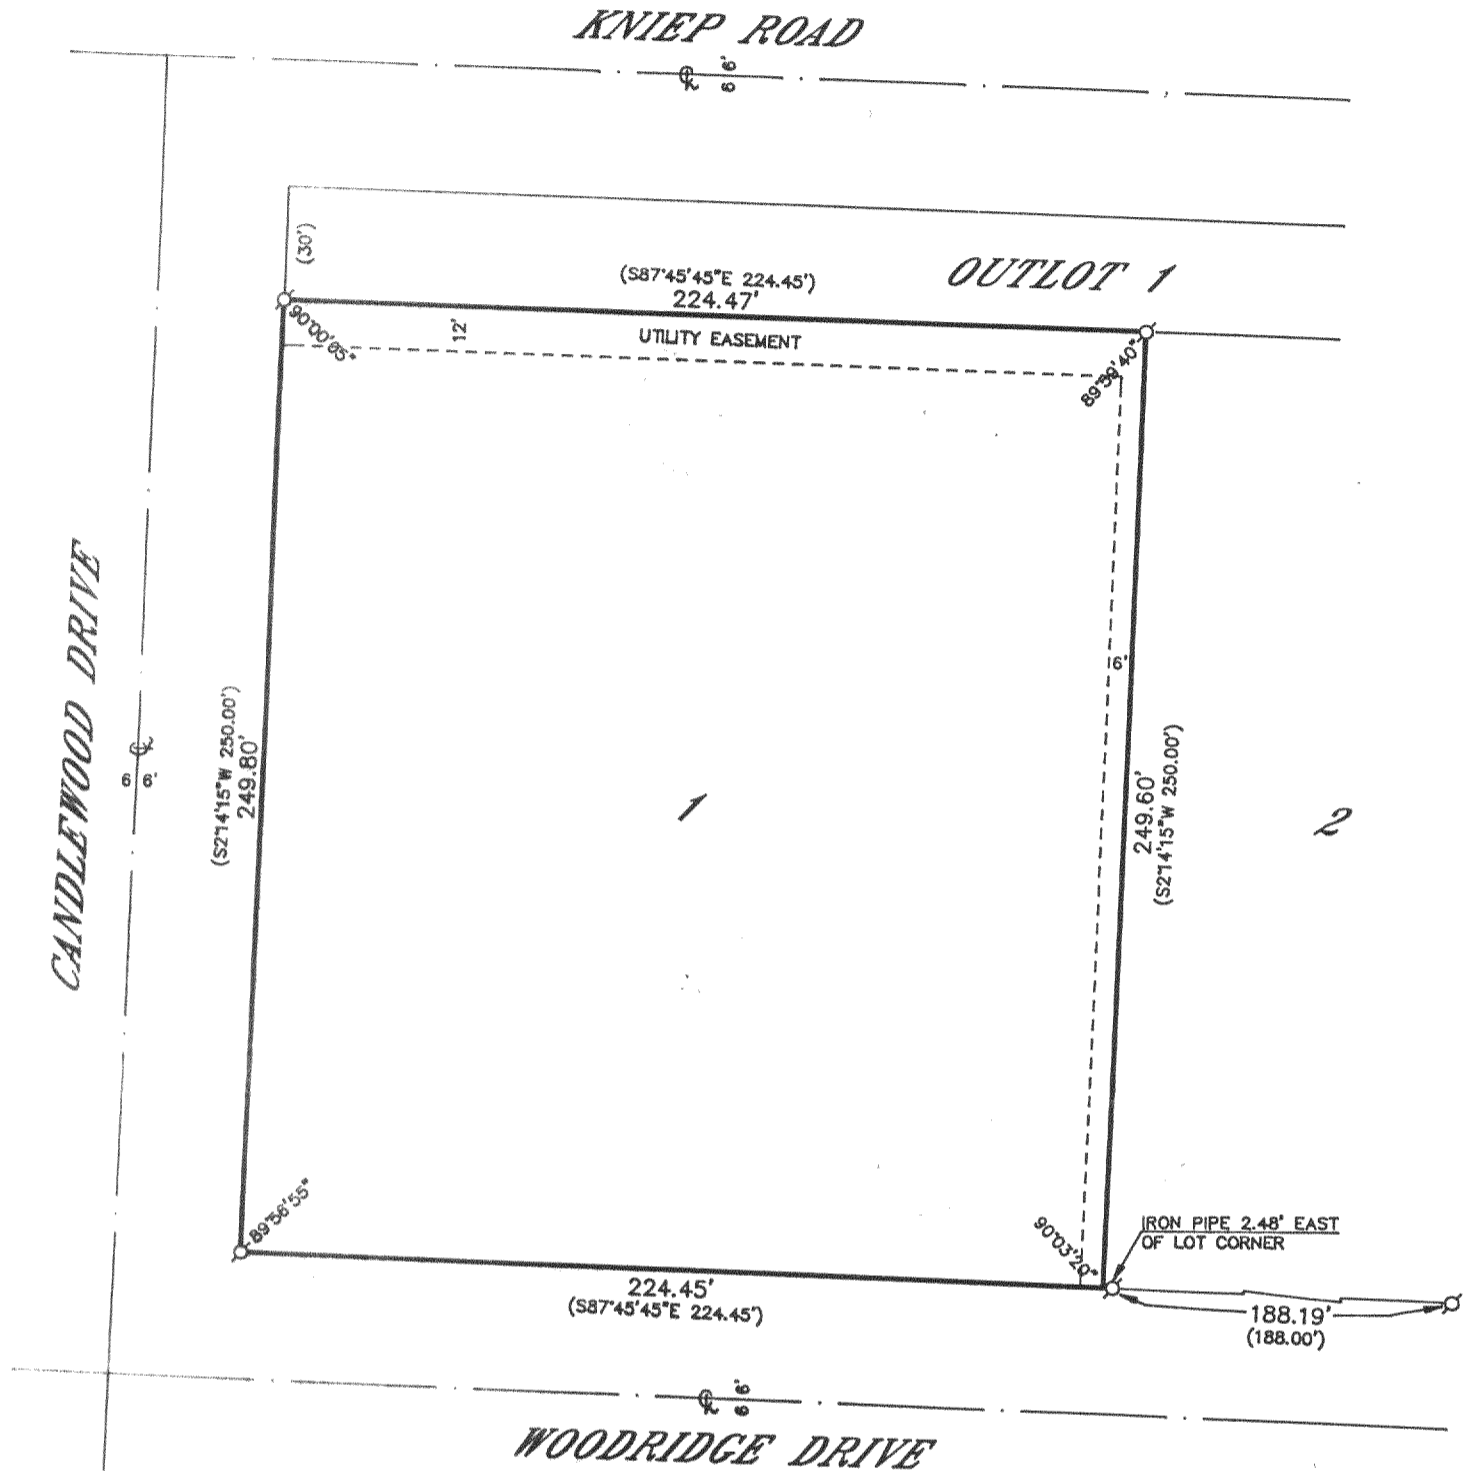 KNIEP ROAD
℄
6 6'
(30')
(S87°45'45"E 224.45')
224.47'
OUTLOT 1
90°00'05"
12'
UTILITY EASEMENT
89°59'40"
CANDLEWOOD DRIVE
℄
6 6'
(S2°14'15"W 250.00')
249.80'
1
6'
249.60'
(S2°14'15"W 250.00')
2
89°56'55"
90°03'20"
IRON PIPE 2.48' EAST
OF LOT CORNER
224.45'
(S87°45'45"E 224.45')
188.19'
(188.00')
℄
6 6'
WOODRIDGE DRIVE